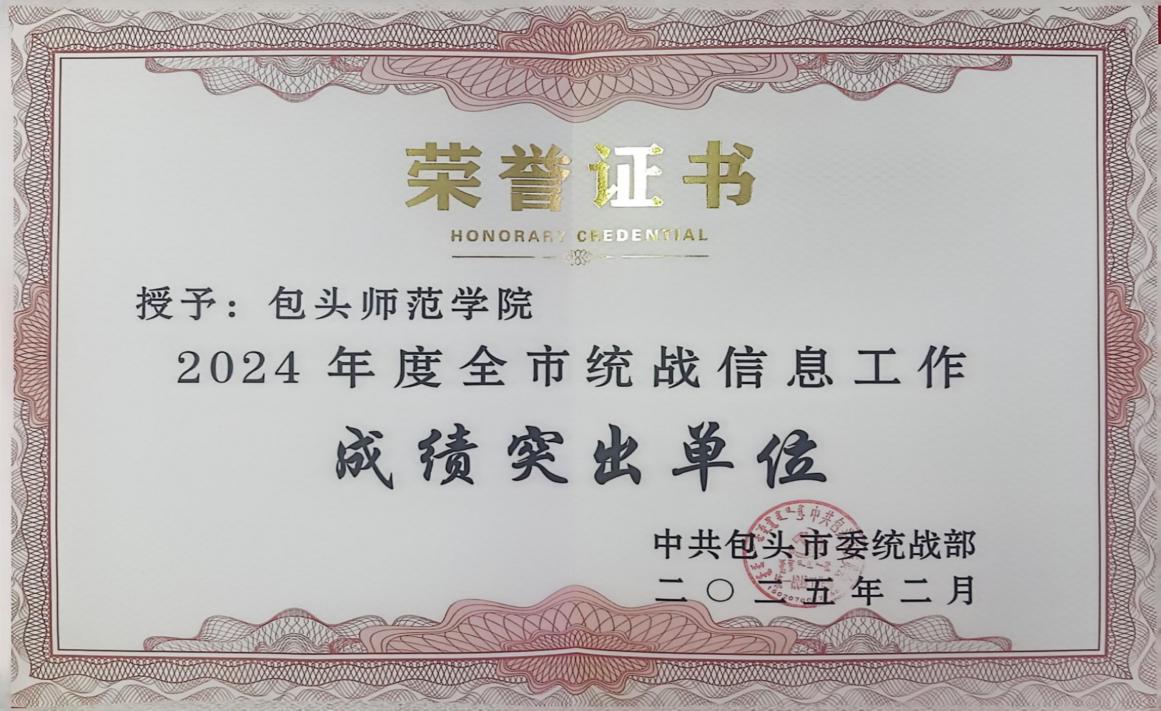 荣誉证书
HONORARY CREDENTIAL
授予：包头师范学院
2024年度全市统战信息工作
成绩突出单位
中共包头市委统战部
二〇二五年二月